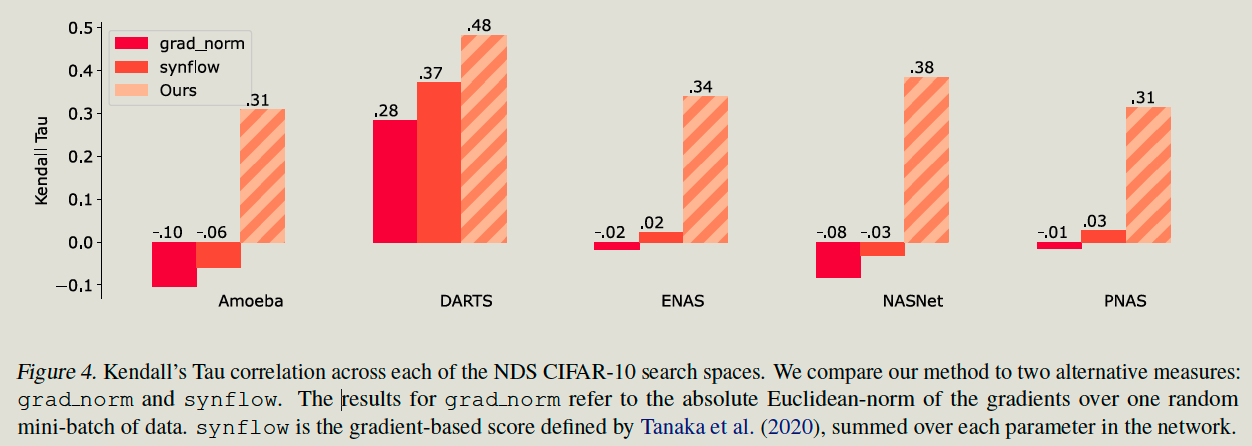 0.5
0.4
0.3
0.2
0.1
0.0
−0.1
Kendall Tau
grad_norm
synflow
Ours
-.10
-.06
.31
.28
.37
.48
-.02
.02
.34
-.08
-.03
.38
-.01
.03
.31
Amoeba
DARTS
ENAS
NASNet
PNAS
Figure 4. Kendall's Tau correlation across each of the NDS CIFAR-10 search spaces. We compare our method to two alternative measures:
grad_norm and synflow. The results for grad_norm refer to the absolute Euclidean-norm of the gradients over one random
mini-batch of data. synflow is the gradient-based score defined by Tanaka et al. (2020), summed over each parameter in the network.